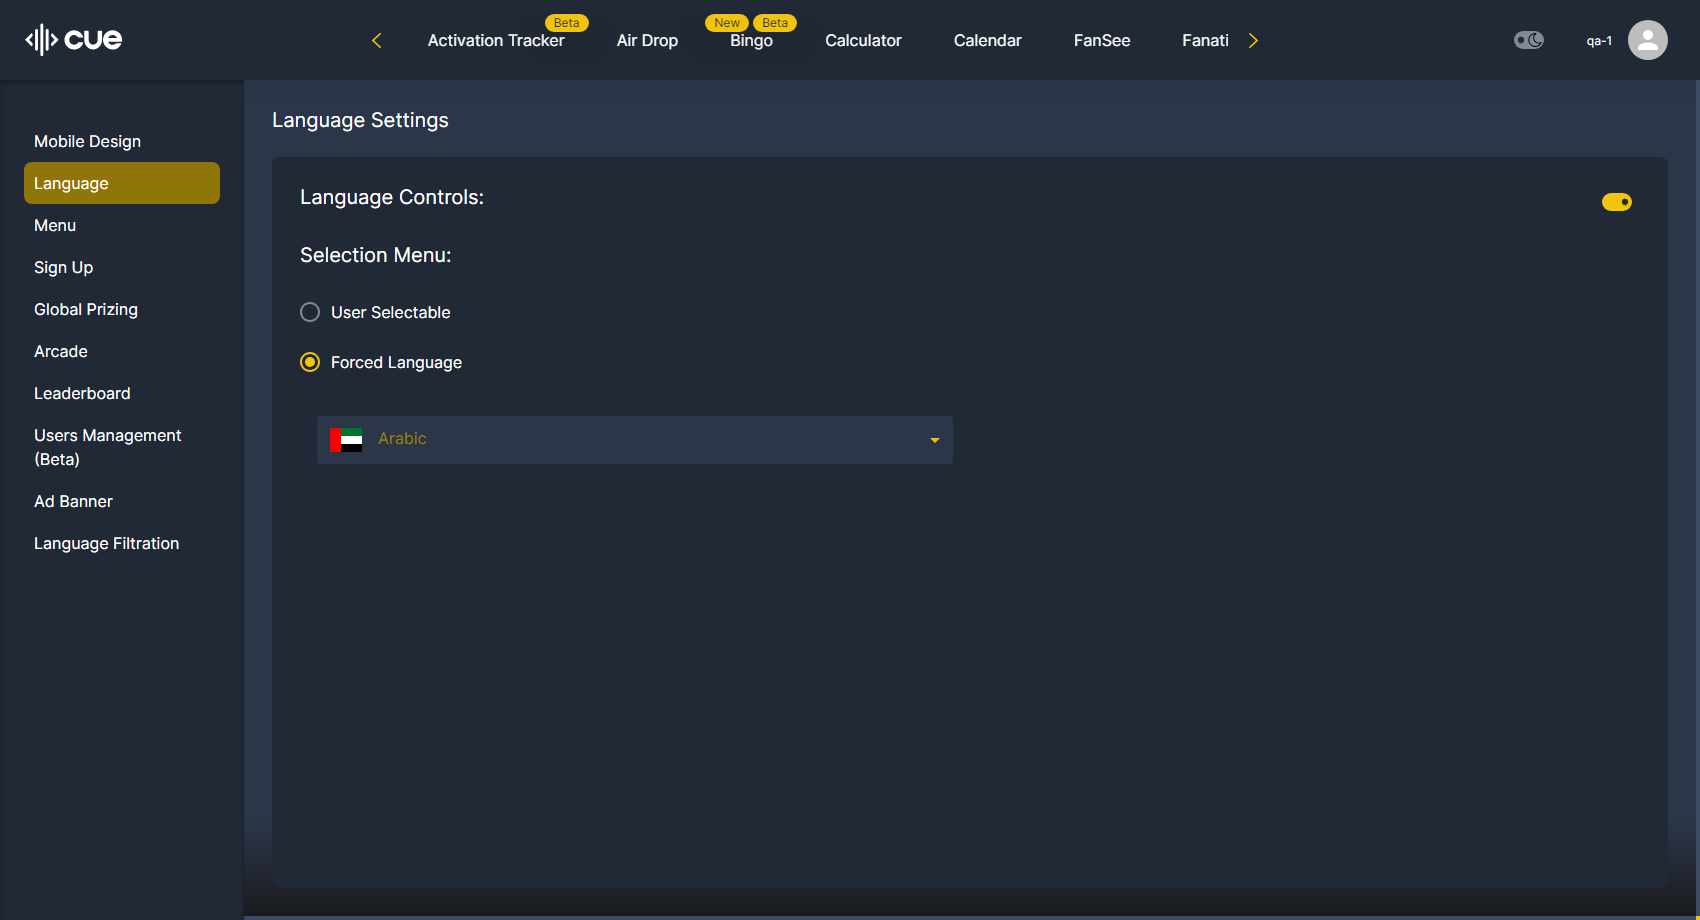 cue
Beta
New Beta
Activation Tracker Air Drop Bingo Calculator Calendar FanSee Fanati
qa-1
Mobile Design
Language
Menu
Sign Up
Global Prizing
Arcade
Leaderboard
Users Management
(Beta)
Ad Banner
Language Filtration
Language Settings
Language Controls:
Selection Menu:
User Selectable
Forced Language
Arabic